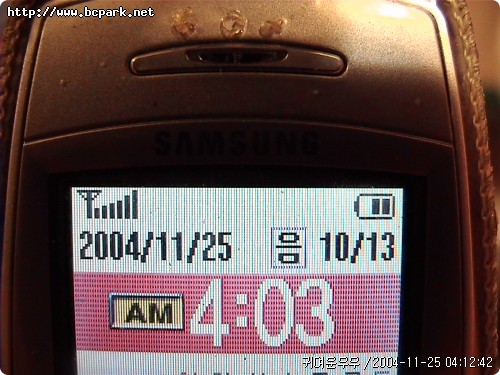 http://www.bcpark.net
SAMSUNG
2004/11/25 음 10/13
AM 4:03
/2004-11-25 04:12:42